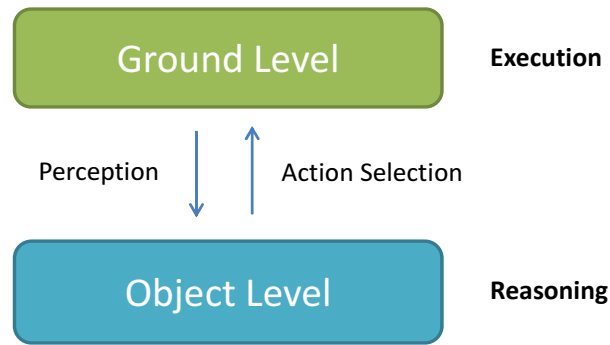 Ground Level
Execution
Perception
Action Selection
Object Level
Reasoning